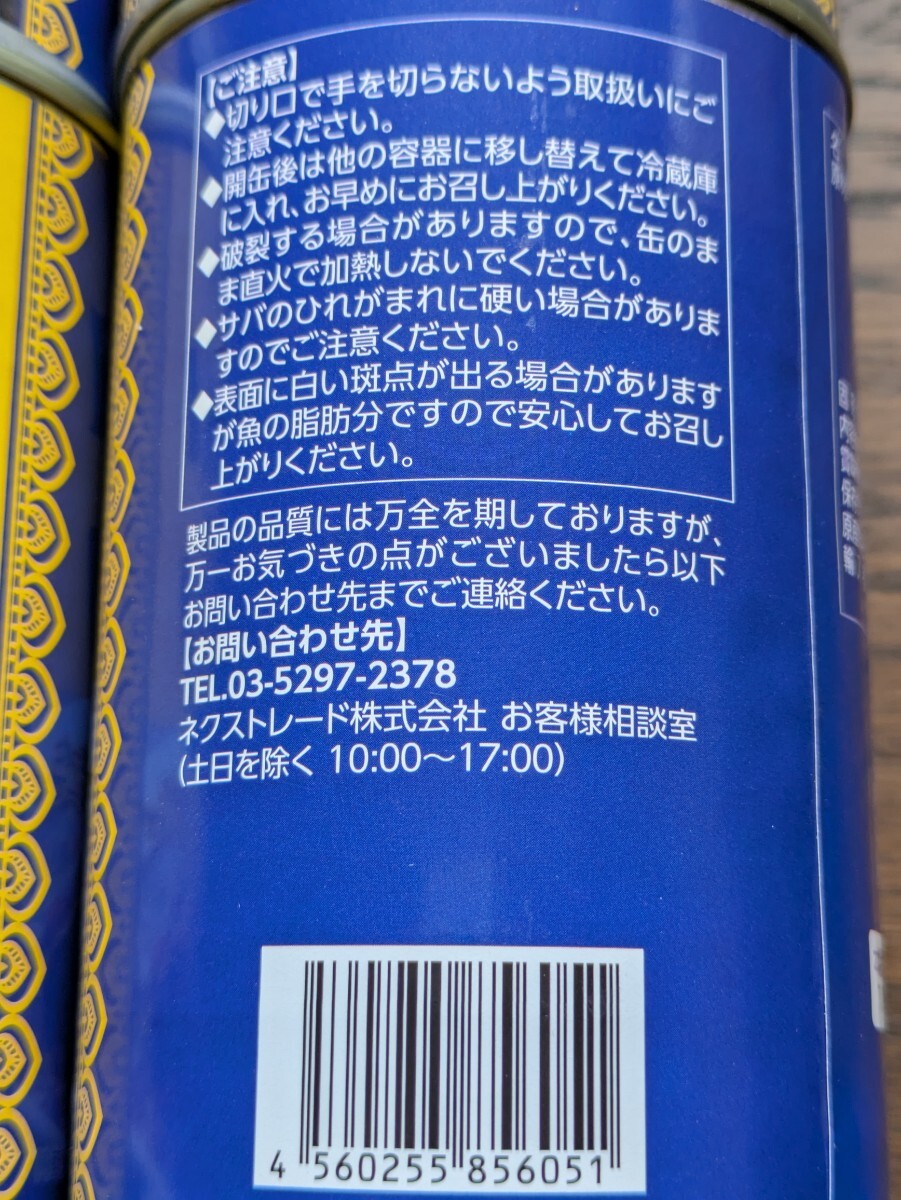 【ご注意】
◆切り口で手を切らないよう取扱いにご
注意ください。
◆開缶後は他の容器に移し替えて冷蔵庫
に入れ、お早めにお召し上がりください。
◆破裂する場合がありますので、缶のま
ま直火で加熱しないでください。
◆サバのひれがまれに硬い場合がありま
すのでご注意ください。
◆表面に白い斑点が出る場合があります
が魚の脂肪分ですので安心してお召し
上がりください。
製品の品質には万全を期しておりますが、
万一お気づきの点がございましたら以下
お問い合わせ先までご連絡ください。
【お問い合わせ先】
TEL.03-5297-2378
ネクストレード株式会社 お客様相談室
(土日を除く 10:00～17:00)
4 560255 856051